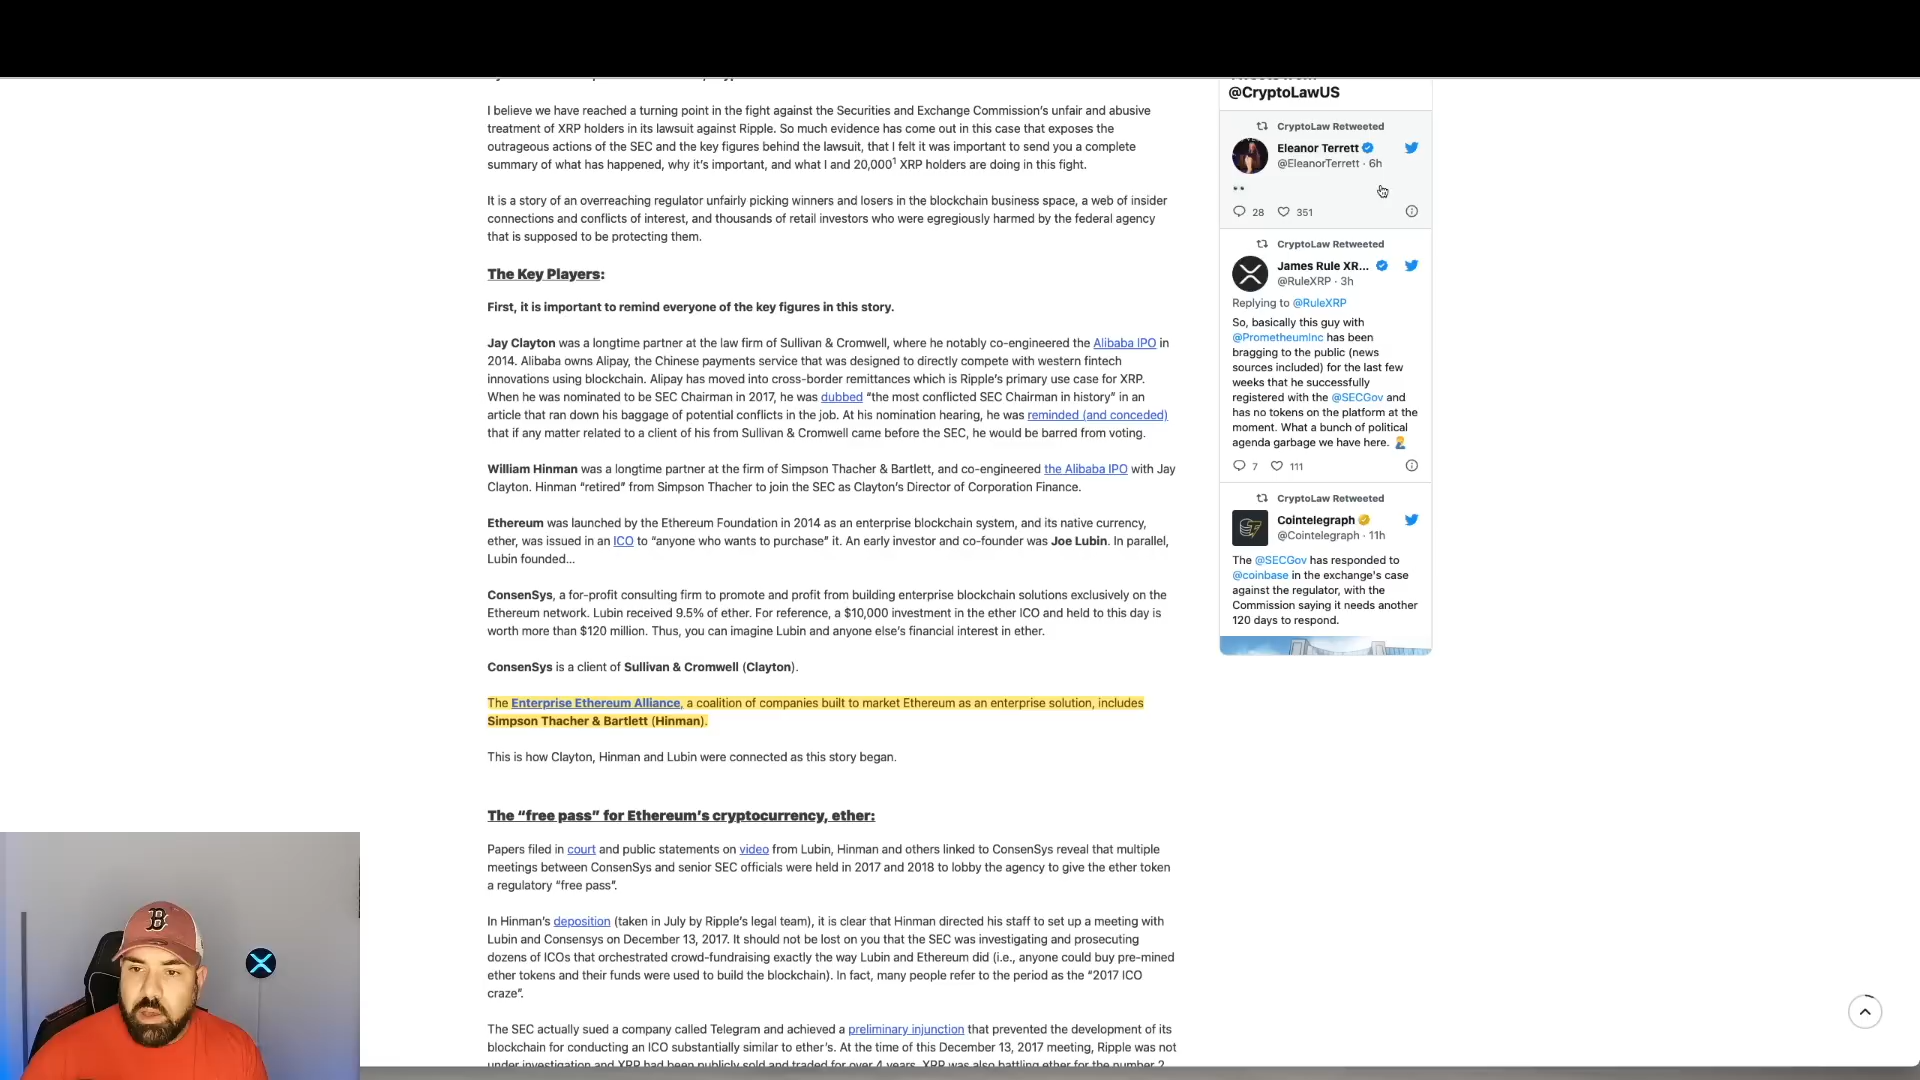 @CryptoLawUS
I believe we have reached a turning point in the fight against the Securities and Exchange Commission's unfair and abusive
treatment of XRP holders in its lawsuit against Ripple. So much evidence has come out in this case that exposes the
outrageous actions of the SEC and the key figures behind the lawsuit, that I felt it was important to send you a complete
summary of what has happened, why it's important, and what I and 20,000¹ XRP holders are doing in this fight.
It is a story of an overreaching regulator unfairly picking winners and losers in the blockchain business space, a web of insider
connections and conflicts of interest, and thousands of retail investors who were egregiously harmed by the federal agency
that is supposed to be protecting them.
The Key Players:
First, it is important to remind everyone of the key figures in this story.
Jay Clayton was a longtime partner at the law firm of Sullivan & Cromwell, where he notably co-engineered the Alibaba IPO in
2014. Alibaba owns Alipay, the Chinese payments service that was designed to directly compete with western fintech
innovations using blockchain. Alipay has moved into cross-border remittances which is Ripple's primary use case for XRP.
When he was nominated to be SEC Chairman in 2017, he was dubbed "the most conflicted SEC Chairman in history" in an
article that ran down his baggage of potential conflicts in the job. At his nomination hearing, he was reminded (and conceded)
that if any matter related to a client of his from Sullivan & Cromwell came before the SEC, he would be barred from voting.
William Hinman was a longtime partner at the firm of Simpson Thacher & Bartlett, and co-engineered the Alibaba IPO with Jay
Clayton. Hinman "retired" from Simpson Thacher to join the SEC as Clayton's Director of Corporation Finance.
Ethereum was launched by the Ethereum Foundation in 2014 as an enterprise blockchain system, and its native currency,
ether, was issued in an ICO to "anyone who wants to purchase" it. An early investor and co-founder was Joe Lubin. In parallel,
Lubin founded...
ConsenSys, a for-profit consulting firm to promote and profit from building enterprise blockchain solutions exclusively on the
Ethereum network. Lubin received 9.5% of ether. For reference, a $10,000 investment in the ether ICO and held to this day is
worth more than $120 million. Thus, you can imagine Lubin and anyone else's financial interest in ether.
ConsenSys is a client of Sullivan & Cromwell (Clayton).
The Enterprise Ethereum Alliance, a coalition of companies built to market Ethereum as an enterprise solution, includes
Simpson Thacher & Bartlett (Hinman).
This is how Clayton, Hinman and Lubin were connected as this story began.
The "free pass" for Ethereum's cryptocurrency, ether:
Papers filed in court and public statements on video from Lubin, Hinman and others linked to ConsenSys reveal that multiple
meetings between ConsenSys and senior SEC officials were held in 2017 and 2018 to lobby the agency to give the ether token
a regulatory "free pass".
In Hinman's deposition (taken in July by Ripple's legal team), it is clear that Hinman directed his staff to set up a meeting with
Lubin and Consensys on December 13, 2017. It should not be lost on you that the SEC was investigating and prosecuting
dozens of ICOs that orchestrated crowd-fundraising exactly the way Lubin and Ethereum did (i.e., anyone could buy pre-mined
ether tokens and their funds were used to build the blockchain). In fact, many people refer to the period as the "2017 ICO
craze".
The SEC actually sued a company called Telegram and achieved a preliminary injunction that prevented the development of its
blockchain for conducting an ICO substantially similar to ether's. At the time of this December 13, 2017 meeting, Ripple was not
under investigation and XRP had been publicly sold and traded for over 4 years. XRP was also battling ether for the number 2
CryptoLaw Retweeted
Eleanor Terrett
@EleanorTerrett · 6h
👀
28 351
CryptoLaw Retweeted
James Rule XR...
@RuleXRP · 3h
Replying to @RuleXRP
So, basically this guy with
@PrometheumInc has been
bragging to the public (news
sources included) for the last few
weeks that he successfully
registered with the @SECGov and
has no tokens on the platform at the
moment. What a bunch of political
agenda garbage we have here. 🤦‍♂️
7 111
CryptoLaw Retweeted
Cointelegraph
@Cointelegraph · 11h
The @SECGov has responded to
@coinbase in the exchange's case
against the regulator, with the
Commission saying it needs another
120 days to respond.
B